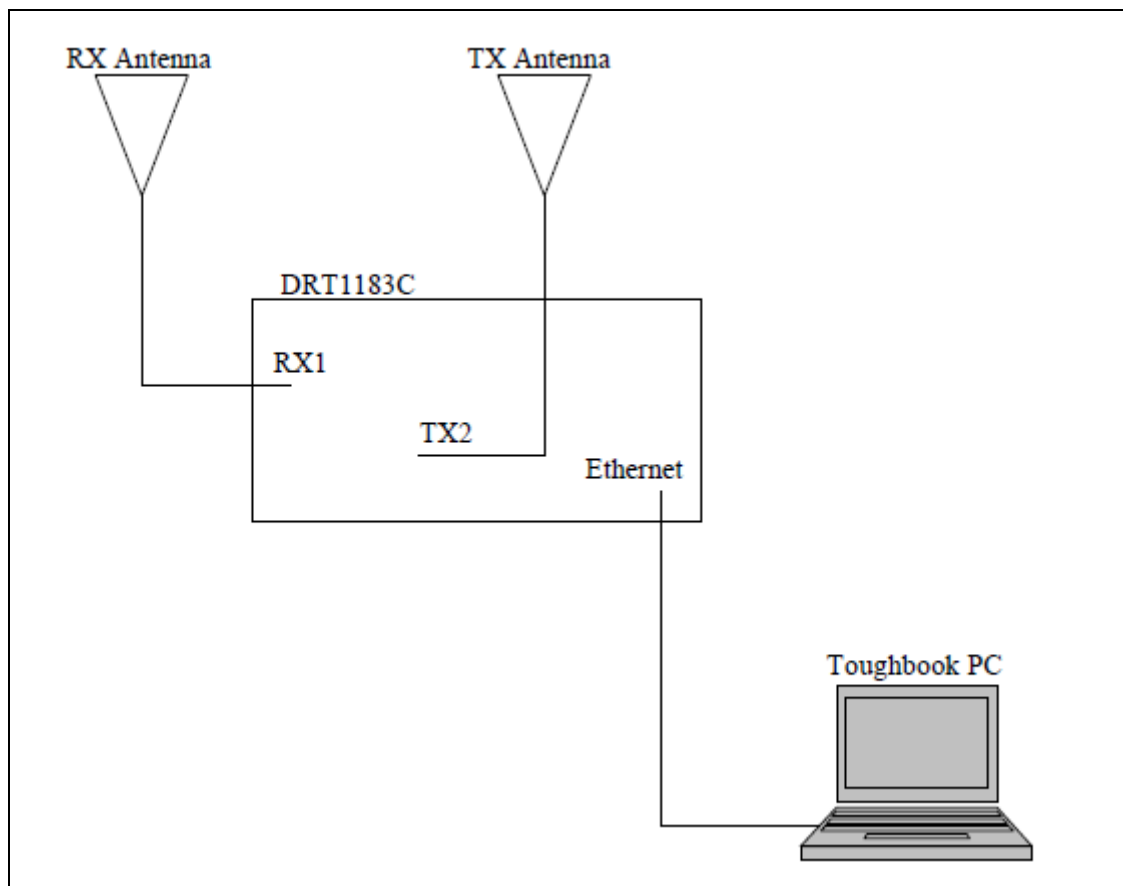 RX Antenna
TX Antenna
DRT1183C
RX1
TX2
Ethernet
Toughbook PC